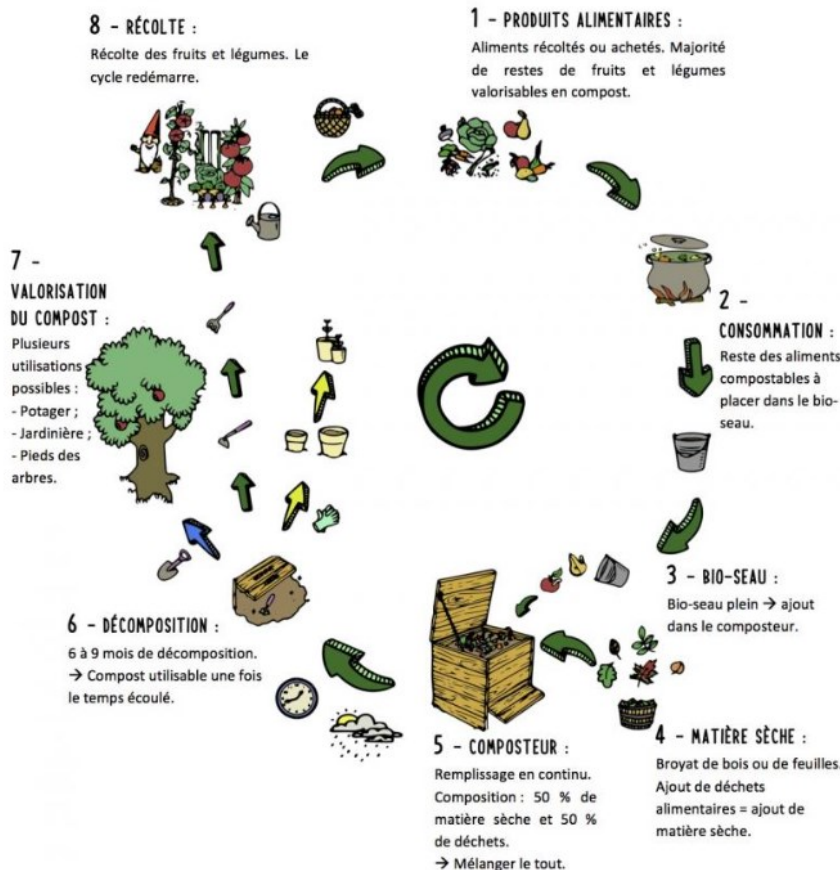 1 - PRODUITS ALIMENTAIRES :
Aliments récoltés ou achetés. Majorité
de restes de fruits et légumes
valorisables en compost.
2 -
CONSOMMATION :
Reste des aliments
compostables à
placer dans le bio-
seau.
3 - BIO-SEAU :
Bio-seau plein → ajout
dans le composteur.
4 - MATIÈRE SÈCHE :
Broyat de bois ou de feuilles.
Ajout de déchets
alimentaires = ajout de
matière sèche.
5 - COMPOSTEUR :
Remplissage en continu.
Composition : 50 % de
matière sèche et 50 %
de déchets.
→ Mélanger le tout.
6 - DÉCOMPOSITION :
6 à 9 mois de décomposition.
→ Compost utilisable une fois
le temps écoulé.
7 -
VALORISATION
DU COMPOST :
Plusieurs
utilisations
possibles :
- Potager ;
- Jardinière ;
- Pieds des
arbres.
8 - RÉCOLTE :
Récolte des fruits et légumes. Le
cycle redémarre.